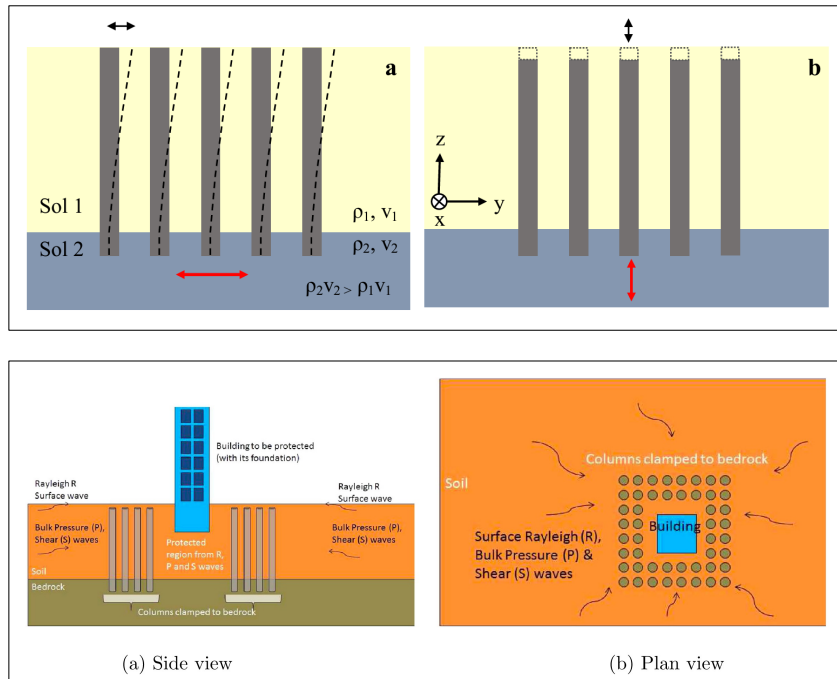 a
Sol 1
ρ₁, v₁
Sol 2
ρ₂, v₂
ρ₂v₂ > ρ₁v₁
b
z
y
x
Building to be protected
(with its foundation)
Rayleigh R
Surface wave
Rayleigh R
Surface wave
Bulk Pressure (P),
Shear (S) waves
Protected
region from R,
P and S waves
Bulk Pressure (P),
Shear (S) waves
Soil
Bedrock
Columns clamped to bedrock
(a) Side view
Columns clamped to bedrock
Soil
Building
Surface Rayleigh (R),
Bulk Pressure (P) &
Shear (S) waves
(b) Plan view